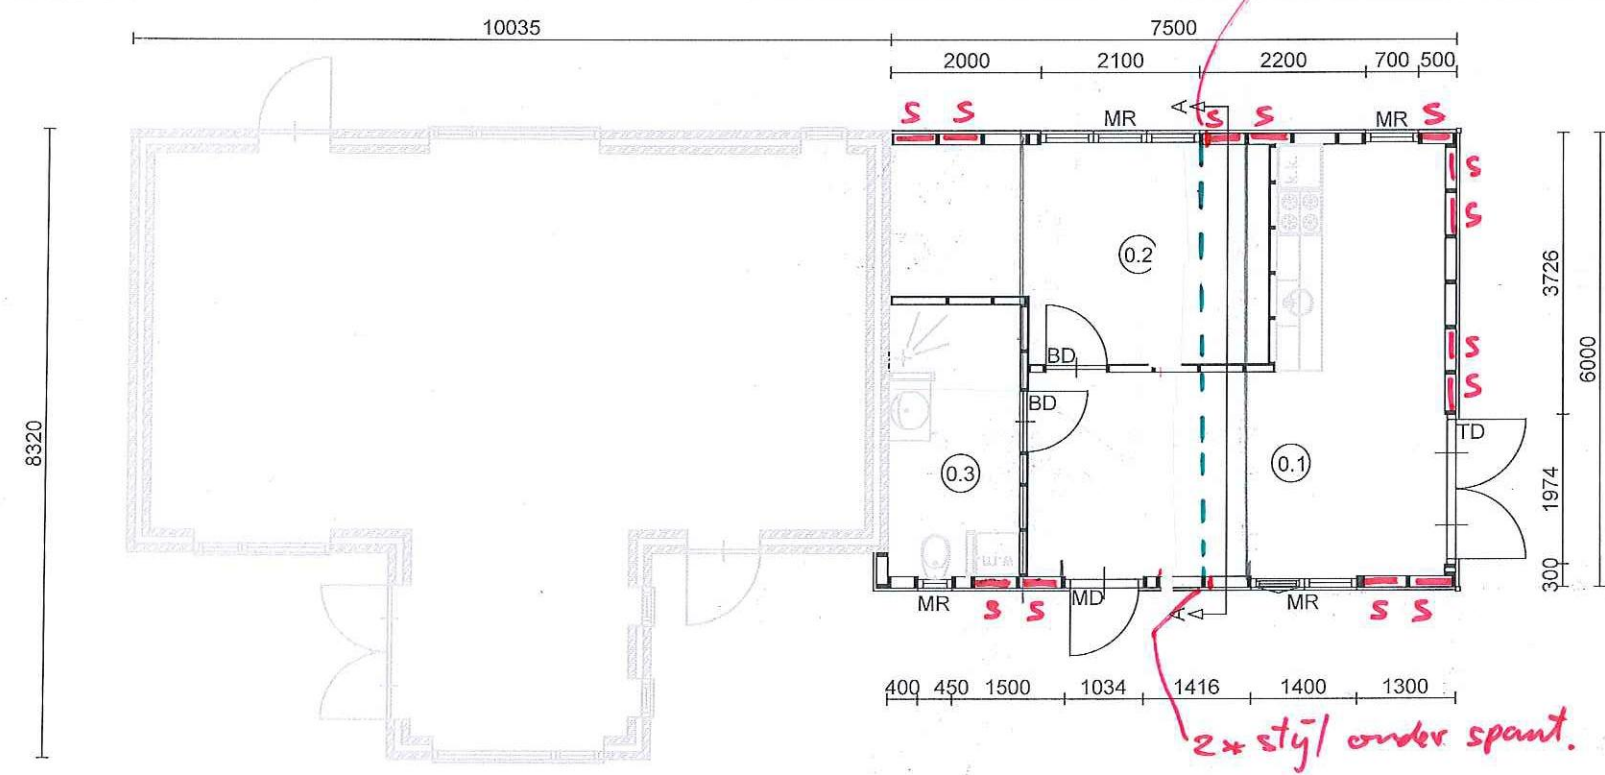 10035
7500
2000 2100 2200 700 500
A
S S MR S S MR S
k.k.
S
S
0.2
3726
8320
6000
S
S
BD
BD
TD
0.3
0.1
1974
w.m
300
MR S S MD MR S S
A
400 450 1500 1034 1416 1400 1300
2* stijl onder spant.